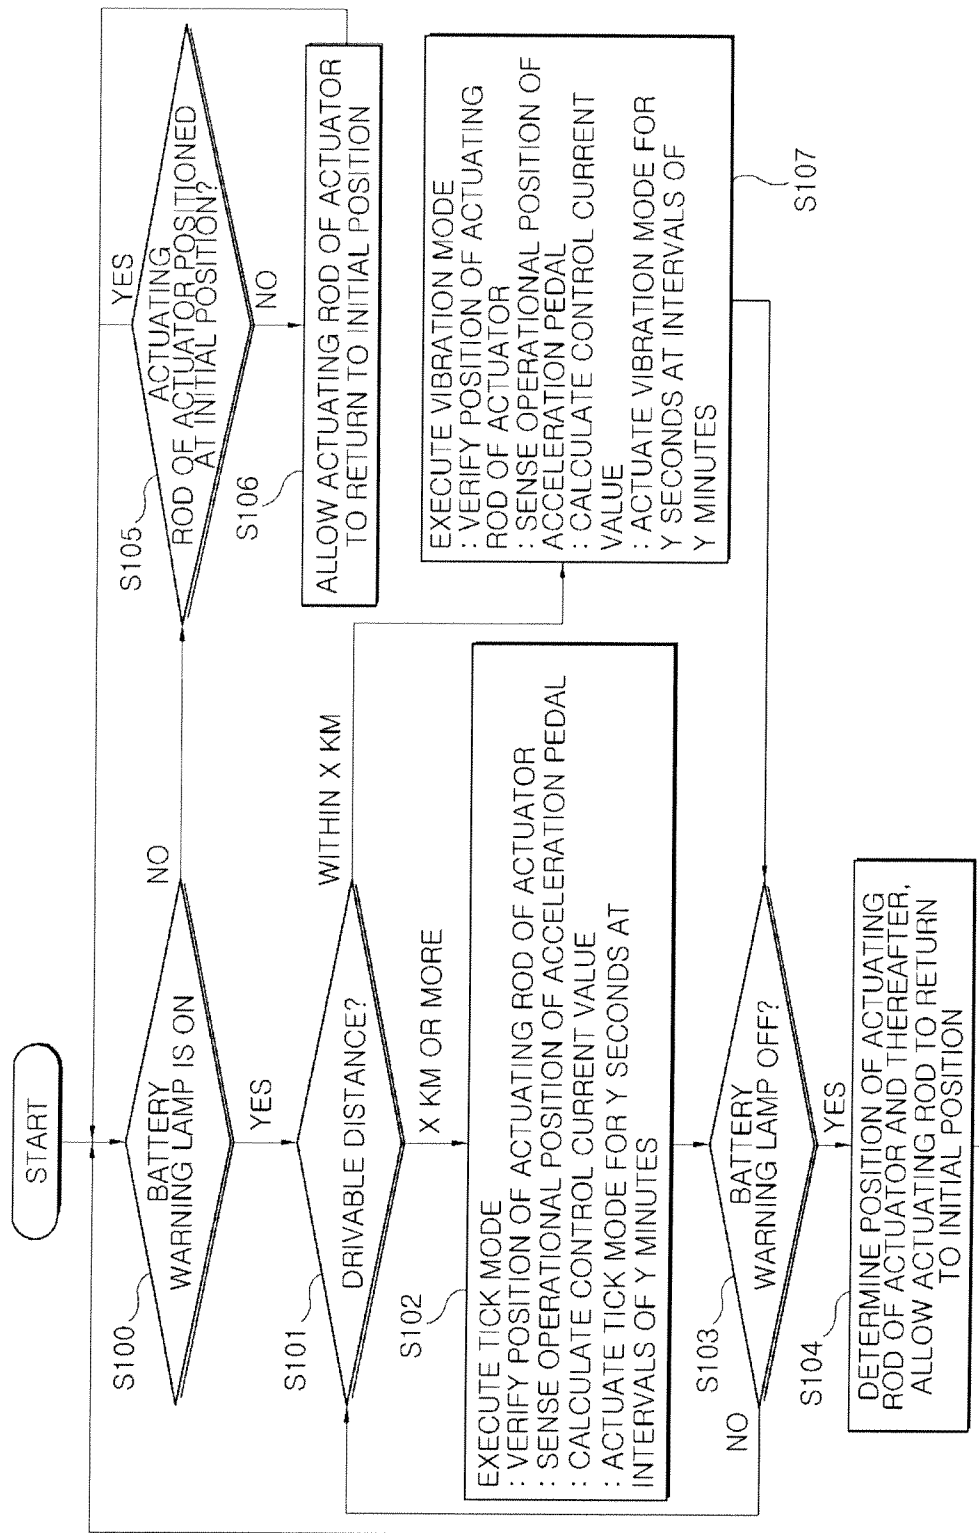 START
BATTERY
WARNING LAMP IS ON
S100
YES
NO
DRIVABLE DISTANCE?
S101
X KM OR MORE
WITHIN X KM
S102
EXECUTE TICK MODE
: VERIFY POSITION OF ACTUATING ROD OF ACTUATOR
: SENSE OPERATIONAL POSITION OF ACCELERATION PEDAL
: CALCULATE CONTROL CURRENT VALUE
: ACTUATE TICK MODE FOR Y SECONDS AT
INTERVALS OF Y MINUTES
S103
BATTERY
WARNING LAMP OFF?
NO
YES
S104
DETERMINE POSITION OF ACTUATING
ROD OF ACTUATOR AND THEREAFTER,
ALLOW ACTUATING ROD TO RETURN
TO INITIAL POSITION
S105
ACTUATING
ROD OF ACTUATOR POSITIONED
AT INITIAL POSITION?
YES
NO
S106
ALLOW ACTUATING ROD OF ACTUATOR
TO RETURN TO INITIAL POSITION
EXECUTE VIBRATION MODE
: VERIFY POSITION OF ACTUATING
ROD OF ACTUATOR
: SENSE OPERATIONAL POSITION OF
ACCELERATION PEDAL
: CALCULATE CONTROL CURRENT
VALUE
: ACTUATE VIBRATION MODE FOR
Y SECONDS AT INTERVALS OF
Y MINUTES
S107